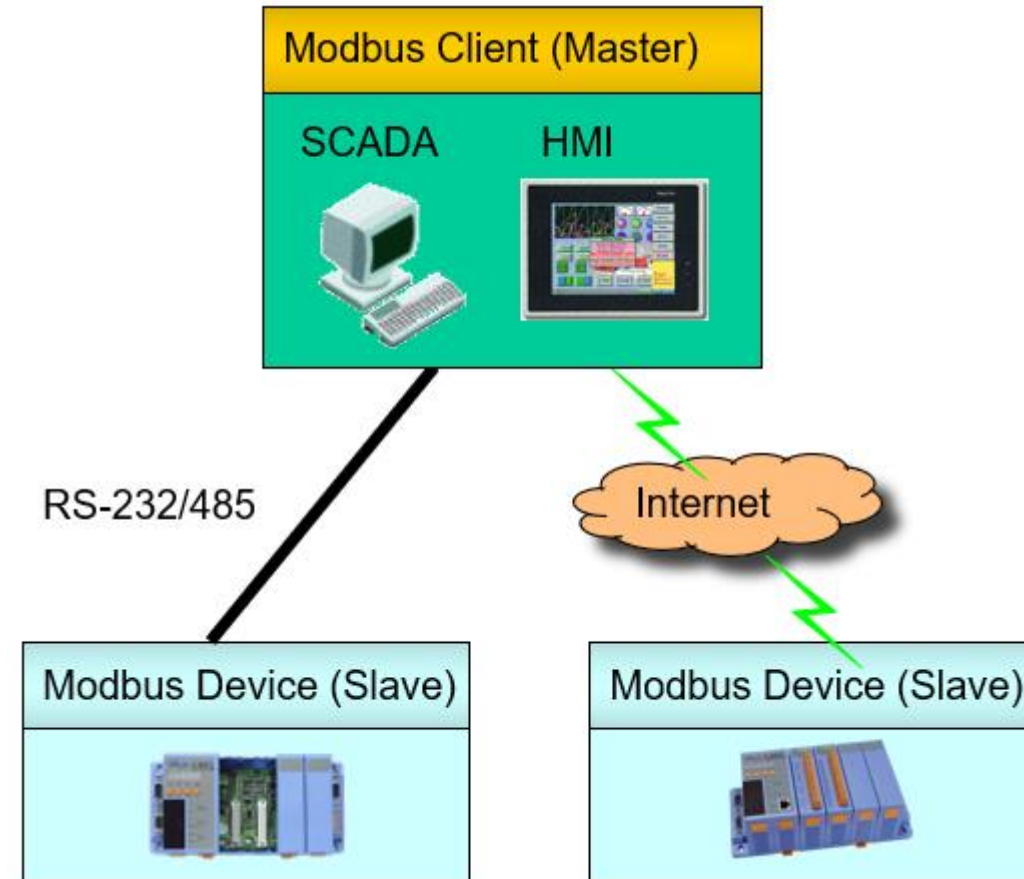 Modbus Client (Master)
SCADA HMI
RS-232/485
Internet
Modbus Device (Slave)
Modbus Device (Slave)